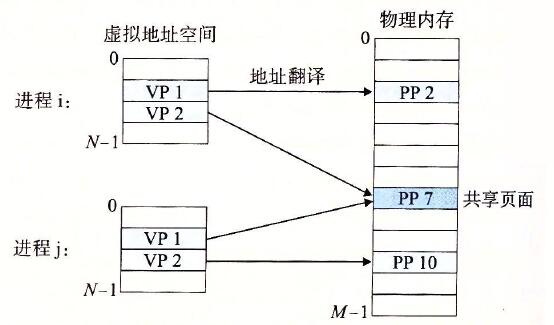 虚拟地址空间
物理内存
0
0
进程 i:
VP 1
地址翻译
PP 2
VP 2
N-1
PP 7
共享页面
0
进程 j:
VP 1
VP 2
PP 10
N-1
M-1